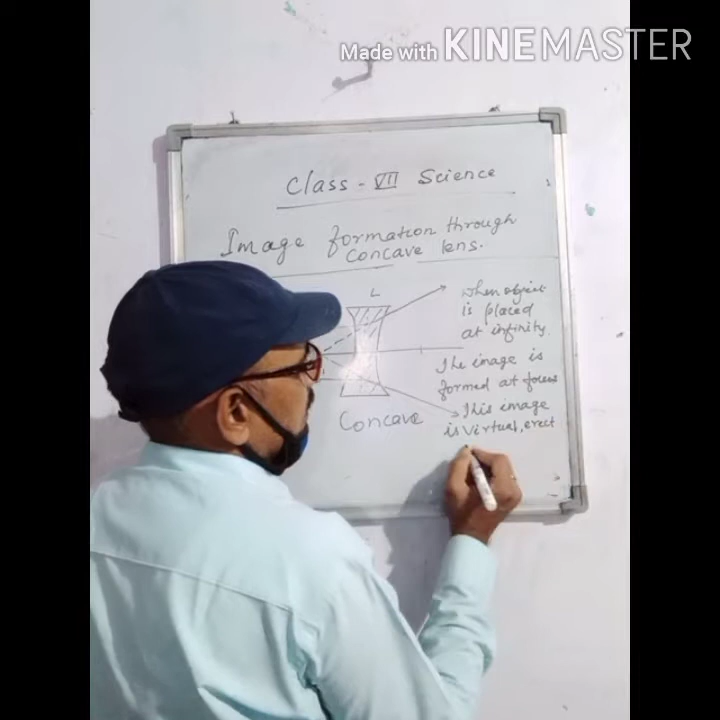 Made with KINEMASTER
Class - VII Science
Image formation through
Concave lens.
L
when object
is placed
at infinity.
The image is
formed at focus
This image
is virtual, erect
Concave